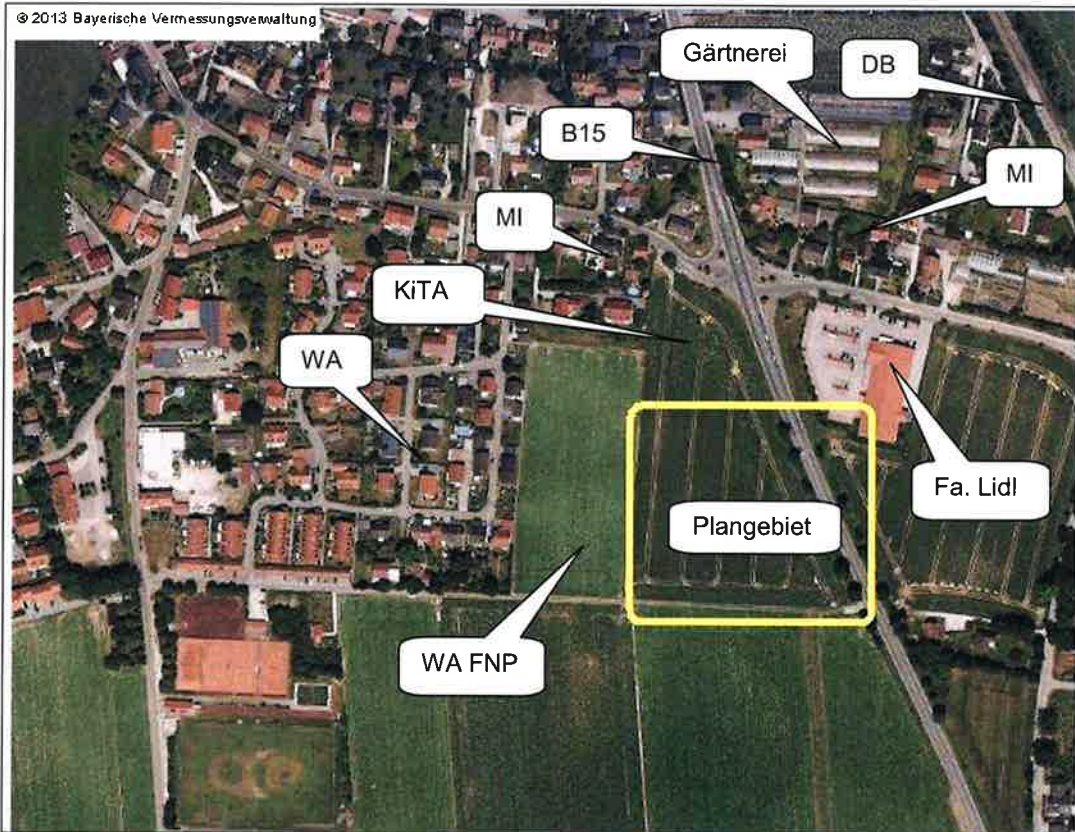 © 2013 Bayerische Vermessungsverwaltung
Gärtnerei
DB
B15
MI
MI
KiTA
WA
Fa. Lidl
Plangebiet
WA FNP